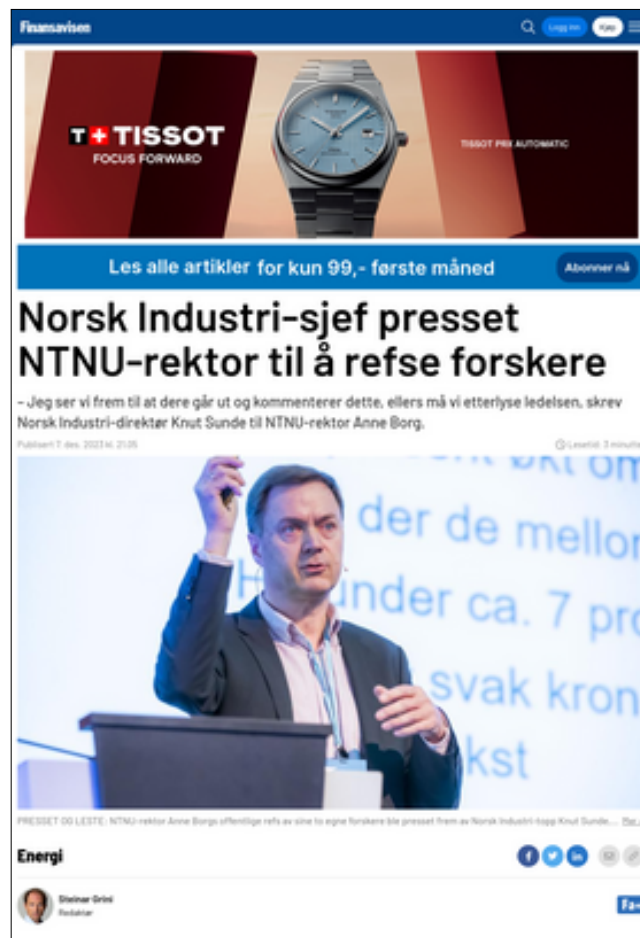 Finansavisen
Logg inn
Kjøp
T+TISSOT
FOCUS FORWARD
TISSOT PRX AUTOMATIC
Les alle artikler for kun 99,- første måned
Abonner nå
Norsk Industri-sjef presset
NTNU-rektor til å refse forskere
– Jeg ser vi frem til at dere går ut og kommenterer dette, ellers må vi etterlyse ledelsen, skrev
Norsk Industri-direktør Knut Sunde til NTNU-rektor Anne Borg.
Publisert 7. des. 2023 kl. 21.05
Lesetid: 3 minutter
økt om
der de mellom
under ca. 7 pro
svak kron
kst
PRESSET OG LESTE: NTNU-rektor Anne Borgs offentlige refs av sine to egne forskere ble presset frem av Norsk Industri-topp Knut Sunde....
Energi
Steinar Grini
Redaktør
Fa+